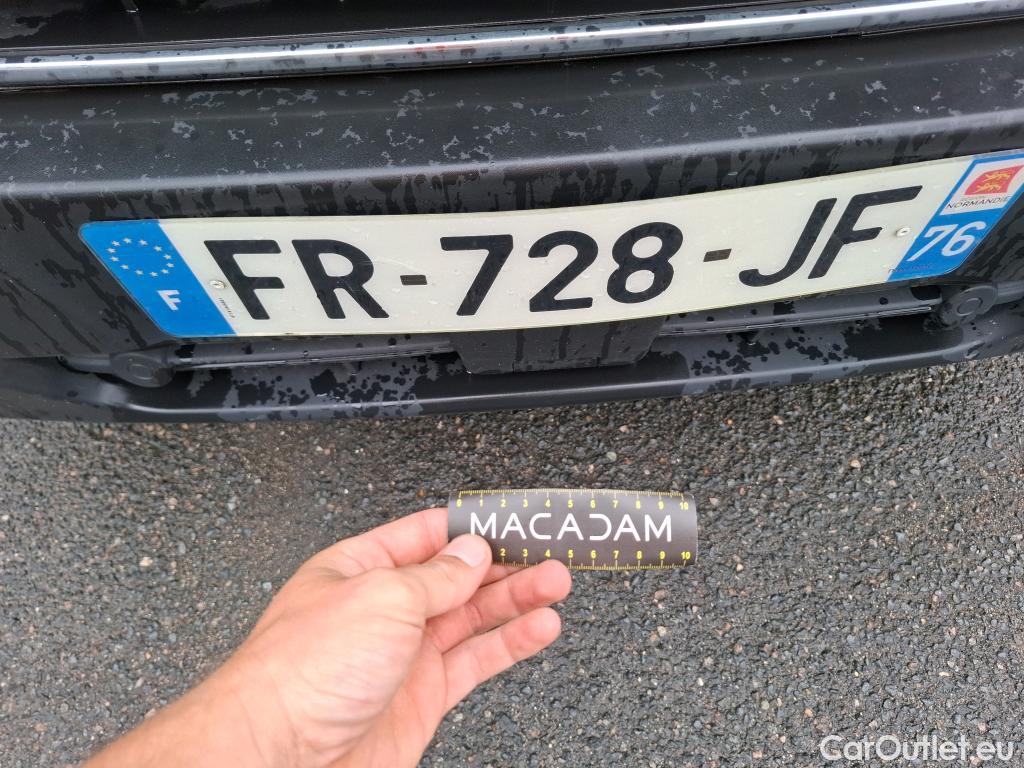 NORMANDIE
F FR-728-JF 76
0 1 2 3 4 5 6 7 8 9 10
MACADAM
2 3 4 5 6 7 8 9 10
CarOutlet.eu